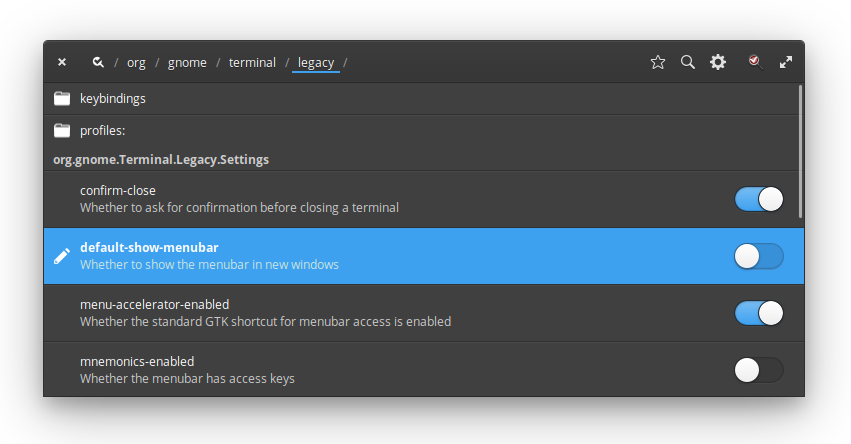 / org / gnome / terminal / legacy /
keybindings
profiles:
org.gnome.Terminal.Legacy.Settings
confirm-close
Whether to ask for confirmation before closing a terminal
default-show-menubar
Whether to show the menubar in new windows
menu-accelerator-enabled
Whether the standard GTK shortcut for menubar access is enabled
mnemonics-enabled
Whether the menubar has access keys